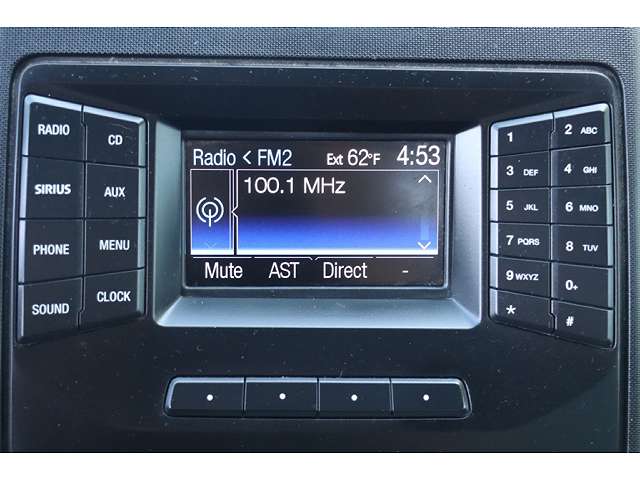 RADIO
CD
SIRIUS
AUX
PHONE
MENU
SOUND
CLOCK
Radio < FM2 Ext 62°F 4:53
100.1 MHz
Mute AST Direct -
1
2 ABC
3 DEF
4 GHI
5 JKL
6 MNO
7 PQRS
8 TUV
9 WXYZ
0+
*
#